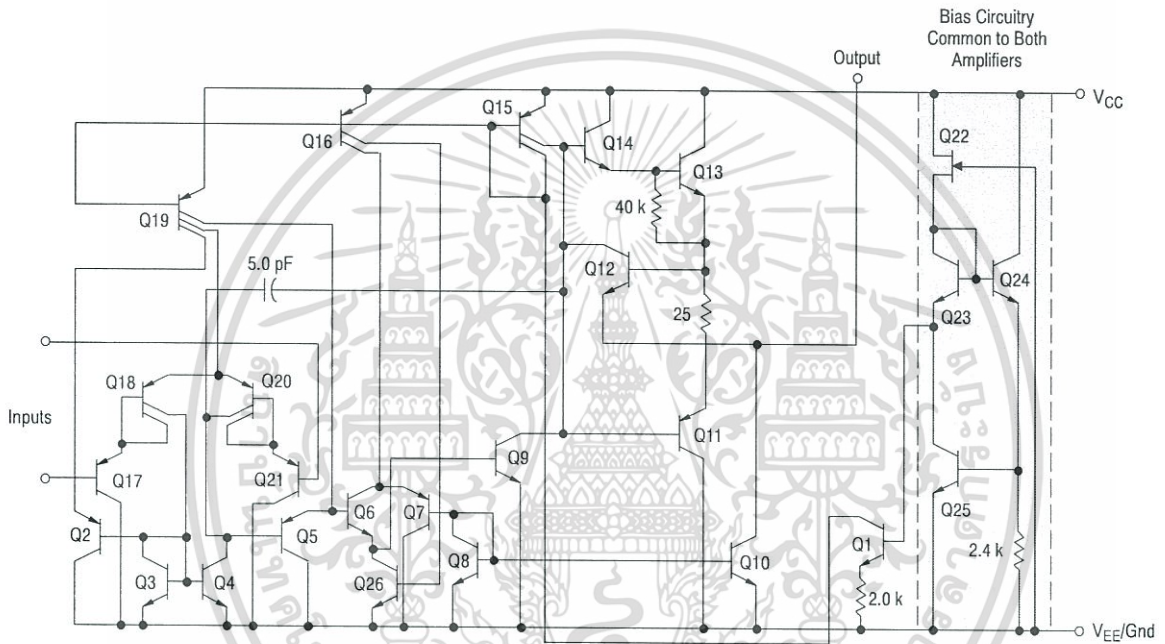 Bias Circuitry
Common to Both
Amplifiers
Output
VCC
Q15
Q16
Q14
Q22
Q13
Q19
40 k
Q12
5.0 pF
Q24
Q23
25
Q18
Q20
Inputs
Q11
Q9
Q17
Q21
Q25
Q6
Q7
Q2
Q5
Q1
Q8
Q10
2.4 k
Q3
Q4
Q26
2.0 k
VEE/Gnd